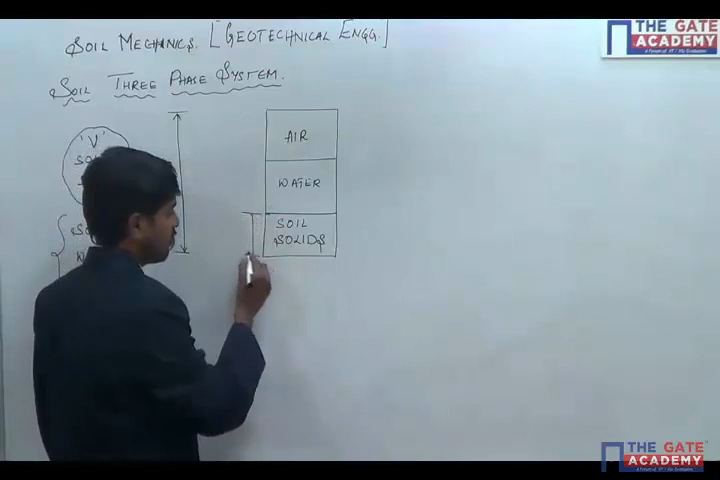 SOIL MECHANICS. [GEOTECHNICAL ENGG.]
SOIL THREE PHASE SYSTEM.
'V'
AIR
WATER
SOIL
SOLIDS
THE GATE
ACADEMY
THE GATE
ACADEMY